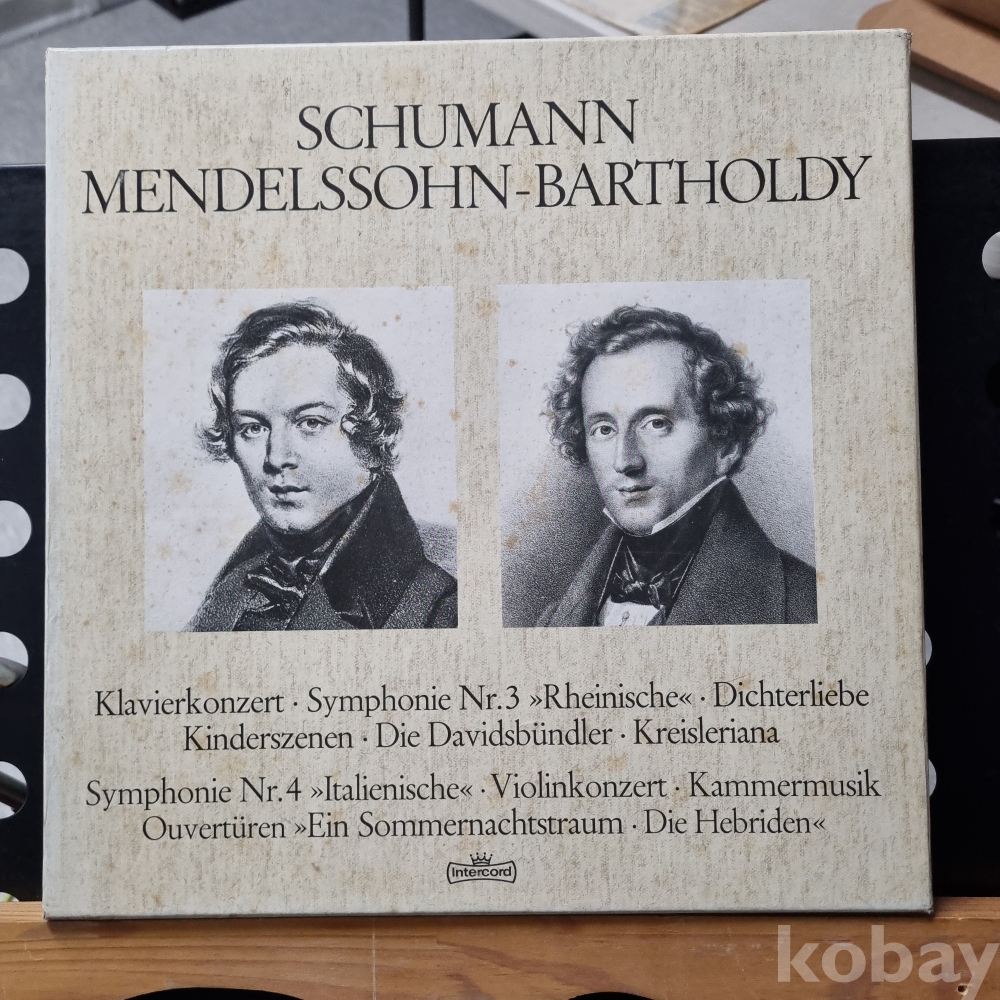 SCHUMANN
MENDELSSOHN-BARTHOLDY
Klavierkonzert · Symphonie Nr. 3 »Rheinische« · Dichterliebe
Kinderszenen · Die Davidsbündler · Kreisleriana
Symphonie Nr. 4 »Italienische« · Violinkonzert · Kammermusik
Ouvertüren »Ein Sommernachtstraum · Die Hebriden«
Intercord
kobay